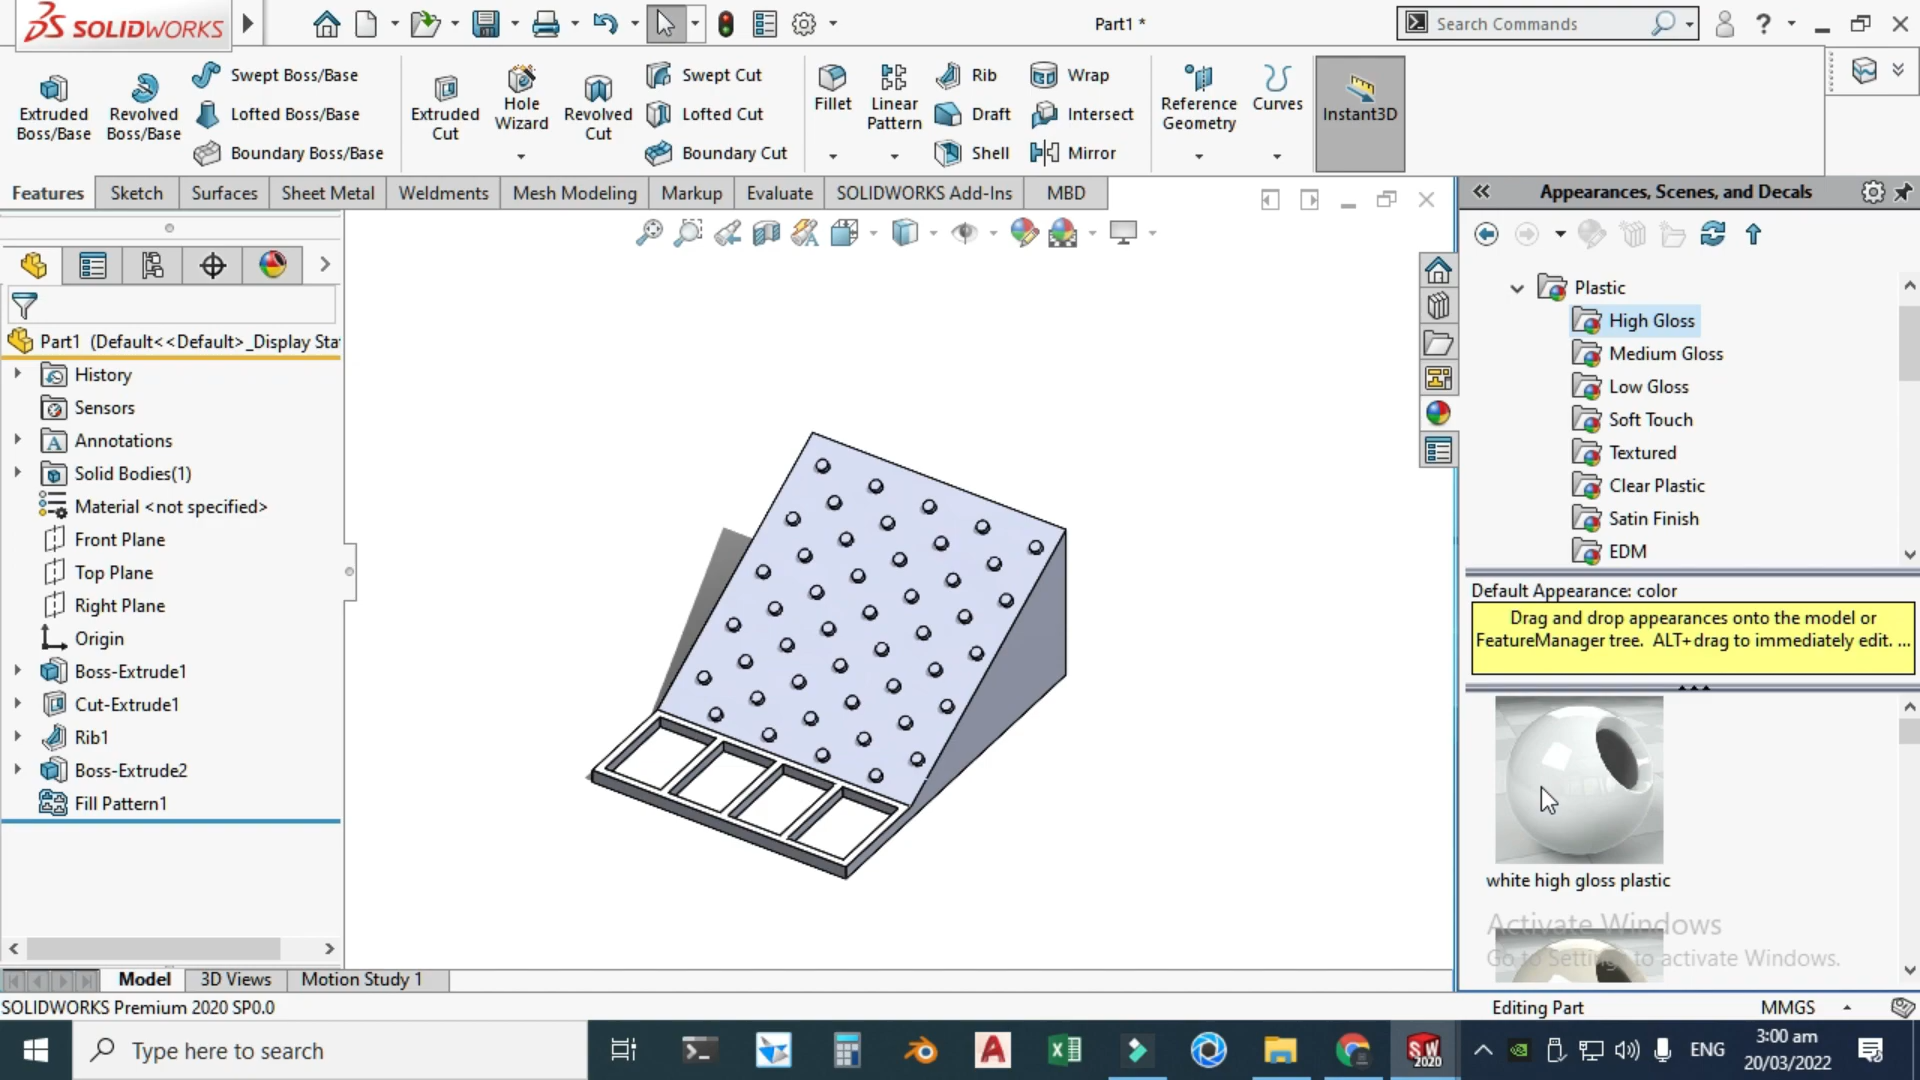 SOLIDWORKS
Part1 *
Search Commands
Extruded Boss/Base
Revolved Boss/Base
Swept Boss/Base
Lofted Boss/Base
Boundary Boss/Base
Extruded Cut
Hole Wizard
Revolved Cut
Swept Cut
Lofted Cut
Boundary Cut
Fillet
Linear Pattern
Rib
Draft
Shell
Wrap
Intersect
Mirror
Reference Geometry
Curves
Instant3D
Features
Sketch
Surfaces
Sheet Metal
Weldments
Mesh Modeling
Markup
Evaluate
SOLIDWORKS Add-Ins
MBD
Appearances, Scenes, and Decals
Part1 (Default<<Default>_Display Sta
History
Sensors
Annotations
Solid Bodies(1)
Material <not specified>
Front Plane
Top Plane
Right Plane
Origin
Boss-Extrude1
Cut-Extrude1
Rib1
Boss-Extrude2
Fill Pattern1
Plastic
High Gloss
Medium Gloss
Low Gloss
Soft Touch
Textured
Clear Plastic
Satin Finish
EDM
Default Appearance: color
Drag and drop appearances onto the model or
FeatureManager tree. ALT+drag to immediately edit. ...
white high gloss plastic
Activate Windows
Go to Settings to activate Windows.
Model
3D Views
Motion Study 1
SOLIDWORKS Premium 2020 SP0.0
Editing Part
MMGS
Type here to search
SW
2020
ENG
3:00 am
20/03/2022